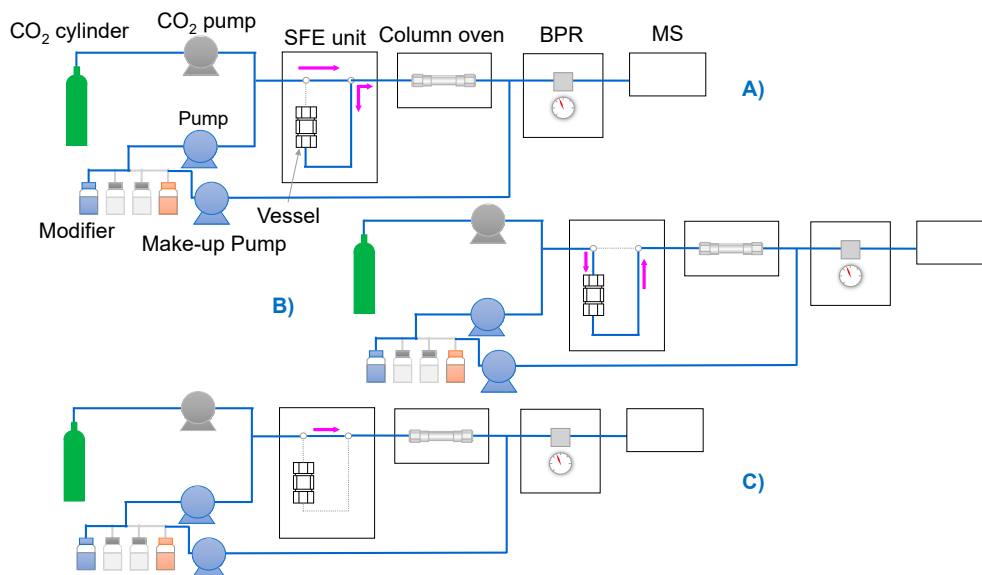 CO₂ cylinder
CO₂ pump
SFE unit
Column oven
BPR
MS
A)
Pump
Modifier
Vessel
Make-up Pump
B)
C)